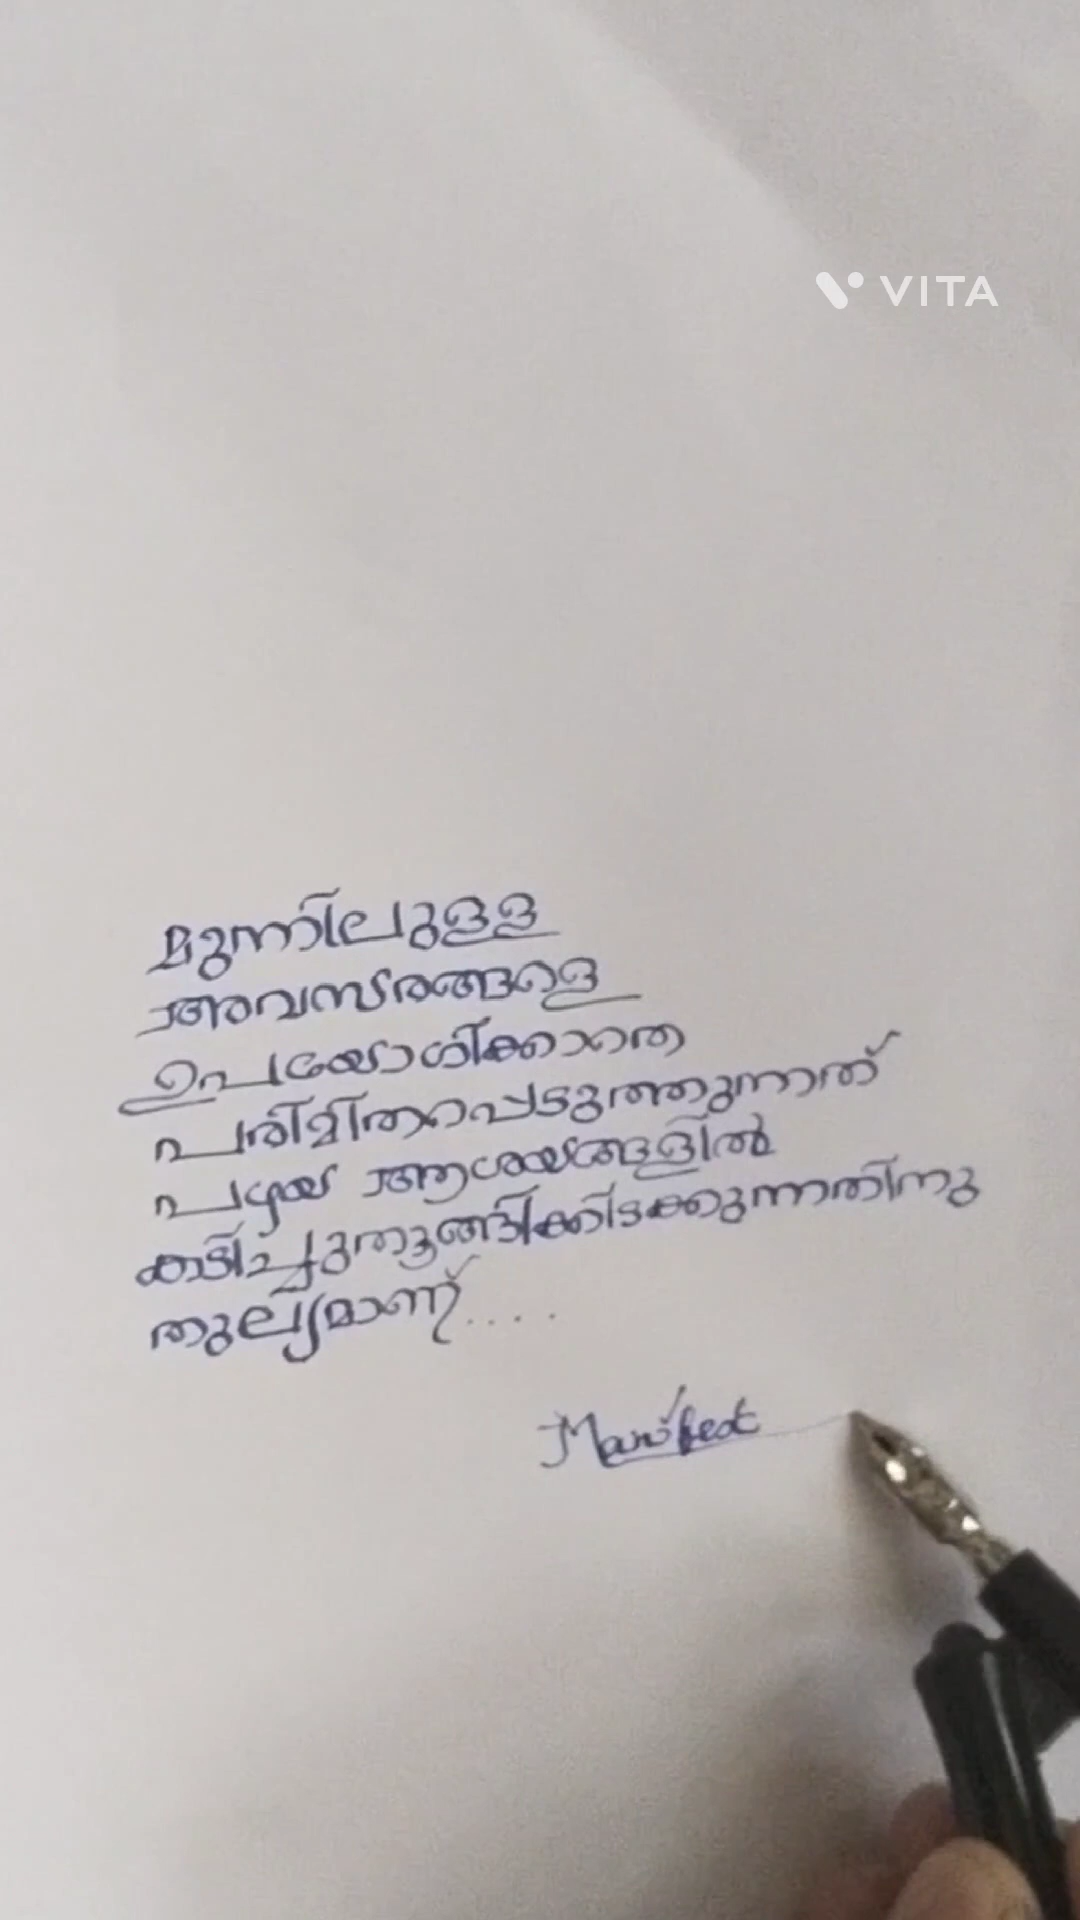 VITA
മുന്നിലുള്ള
അവസരങ്ങളെ
ഉപയോഗിക്കാതെ
പരിമിതപ്പെടുത്തുന്നത്
പഴയ ആശയങ്ങളിൽ
കടിച്ചുതൂങ്ങിക്കിടക്കുന്നതിനു
തുല്യമാണ്....
Manifest